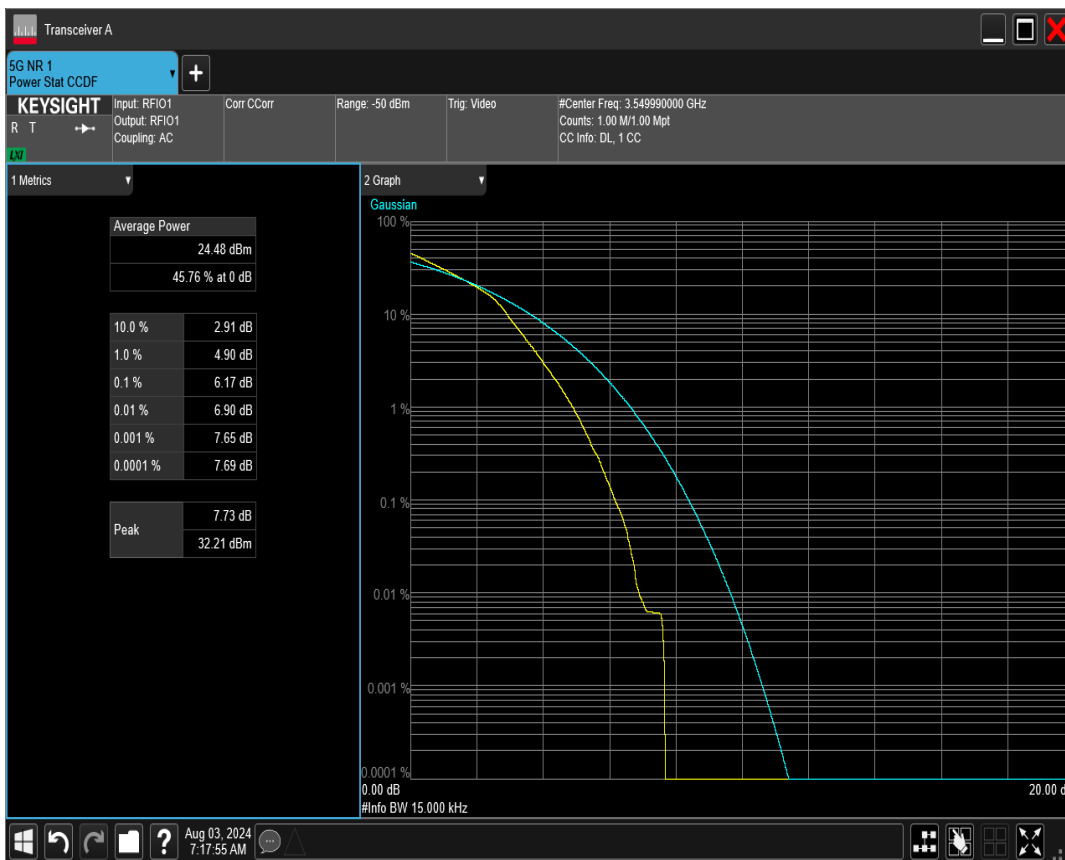 Transceiver A
5G NR 1
Power Stat CCDF
KEYSIGHT
R T
LXI
Input: RFIO1
Output: RFIO1
Coupling: AC
Corr CCorr
Range: -50 dBm
Trig: Video
#Center Freq: 3.549990000 GHz
Counts: 1.00 M/1.00 Mpt
CC Info: DL, 1 CC
1 Metrics
Average Power
24.48 dBm
45.76 % at 0 dB
10.0 % 2.91 dB
1.0 % 4.90 dB
0.1 % 6.17 dB
0.01 % 6.90 dB
0.001 % 7.65 dB
0.0001 % 7.69 dB
Peak
7.73 dB
32.21 dBm
2 Graph
Gaussian
100 %
10 %
1 %
0.1 %
0.01 %
0.001 %
0.0001 %
0.00 dB
20.00 d
#Info BW 15.000 kHz
?
Aug 03, 2024
7:17:55 AM